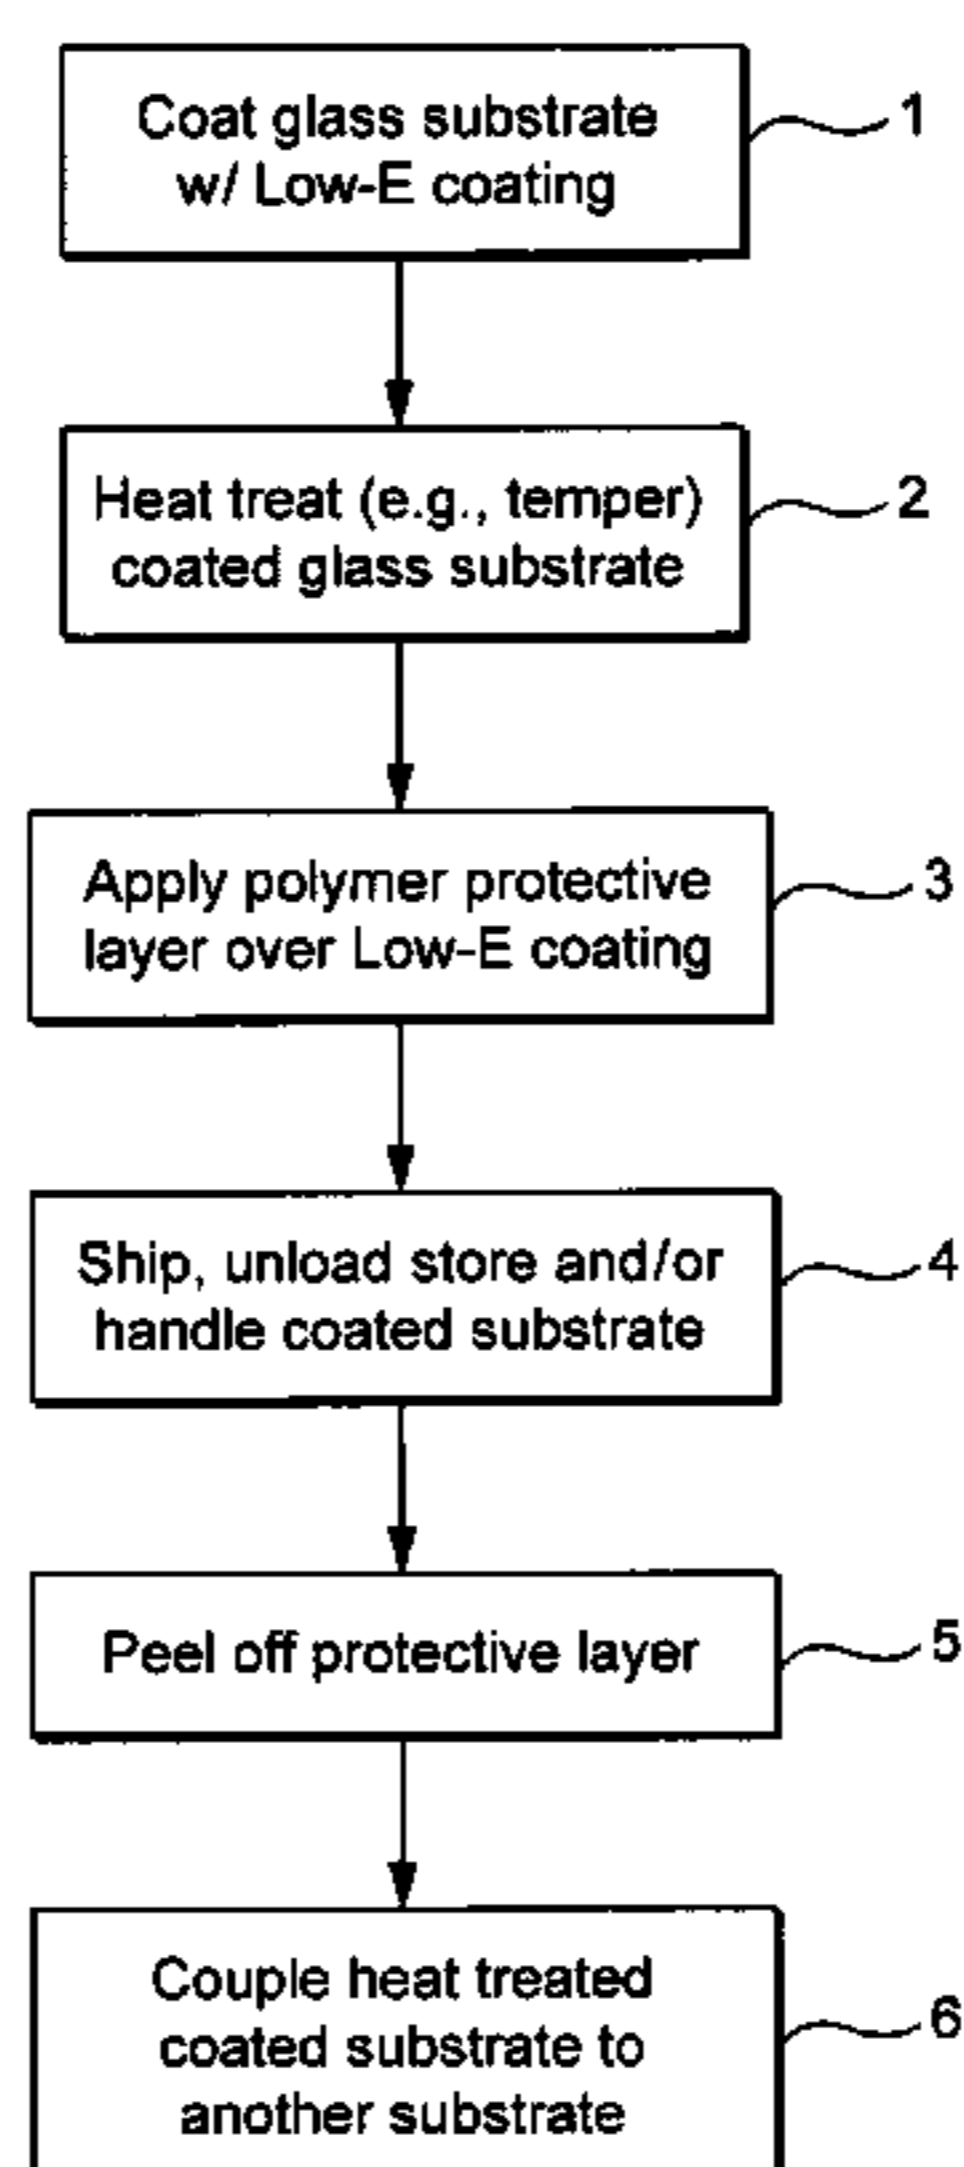 Coat glass substrate
w/ Low-E coating
1
Heat treat (e.g., temper)
coated glass substrate
2
Apply polymer protective
layer over Low-E coating
3
Ship, unload store and/or
handle coated substrate
4
Peel off protective layer
5
Couple heat treated
coated substrate to
another substrate
6